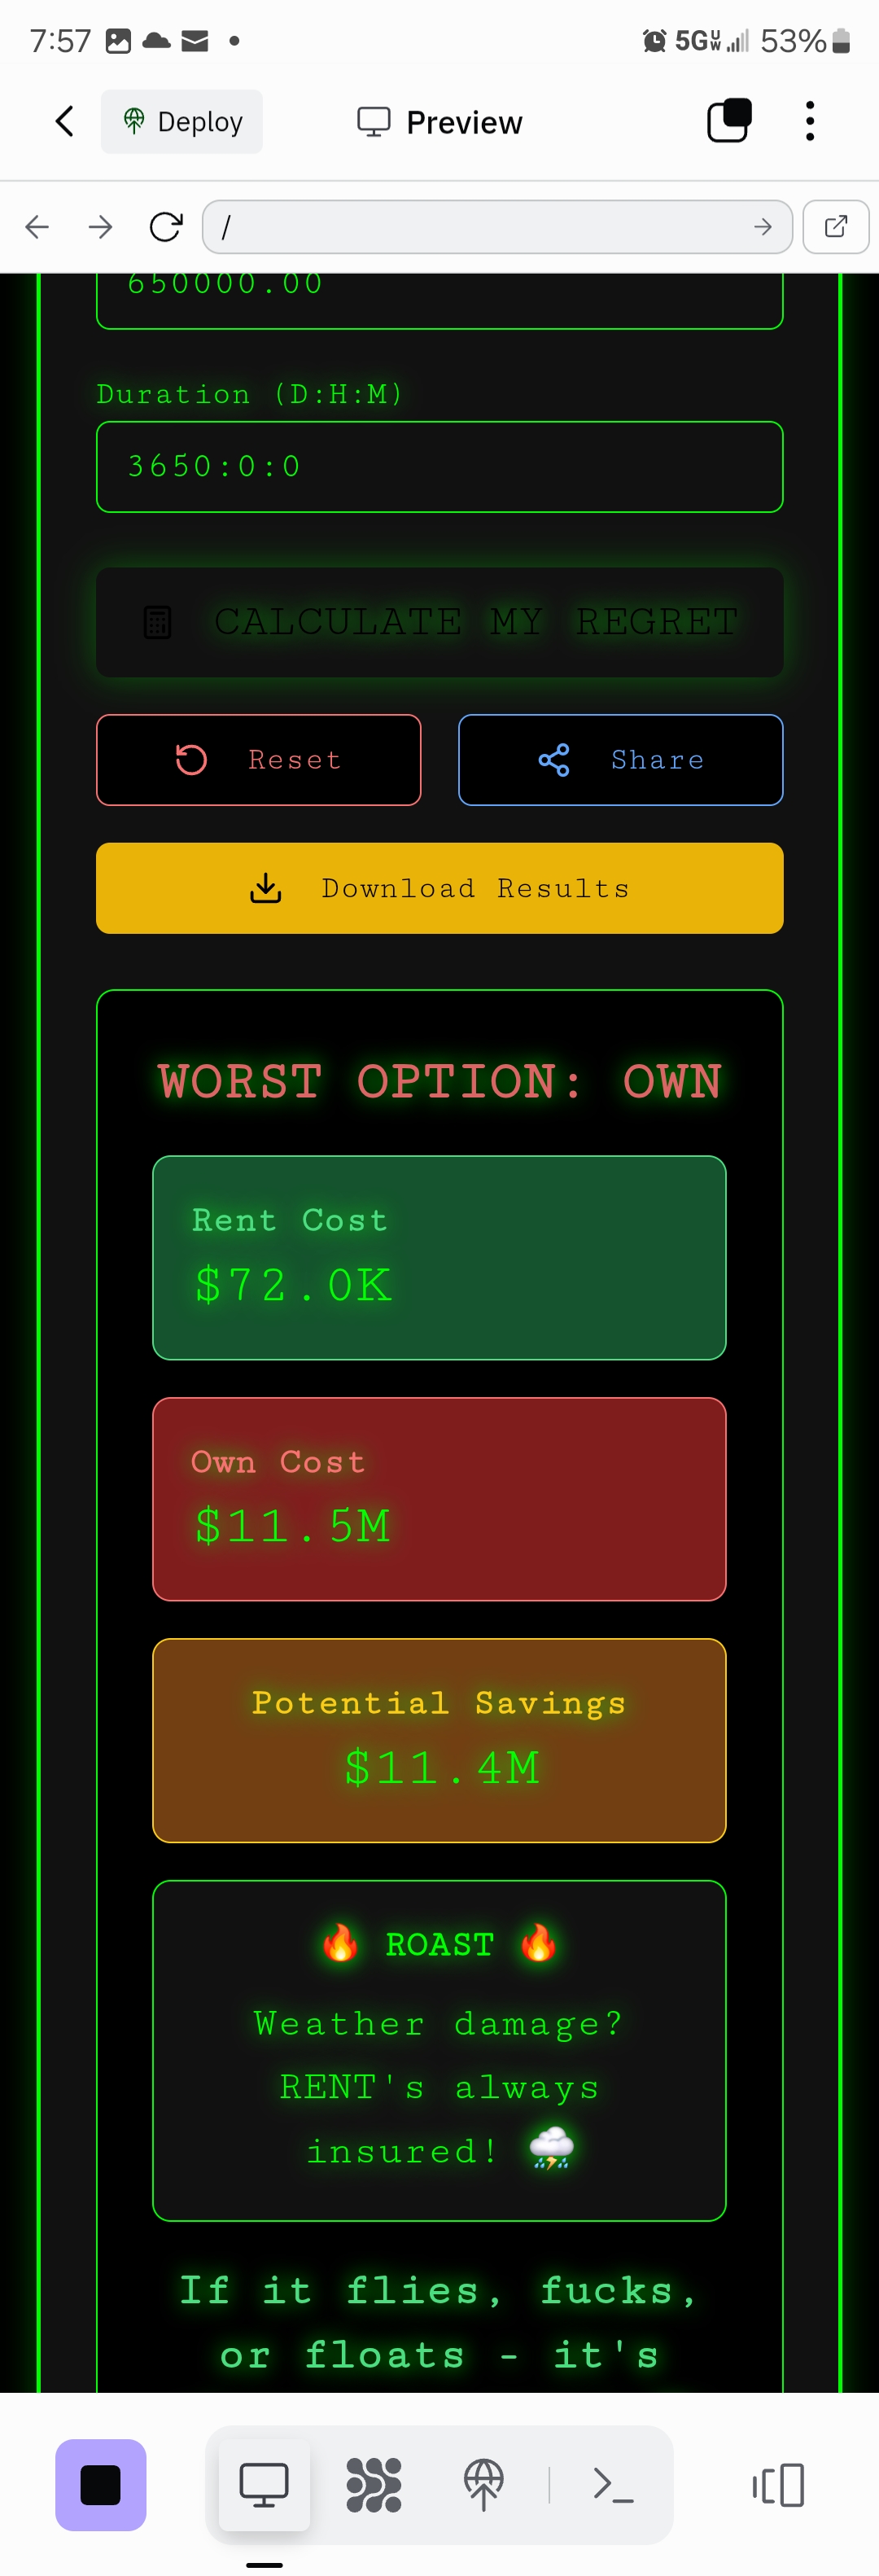 7:57
5G UW 53%
Deploy
Preview
/
650000.00
Duration (D:H:M)
3650:0:0
CALCULATE MY REGRET
Reset
Share
Download Results
WORST OPTION: OWN
Rent Cost
$72.0K
Own Cost
$11.5M
Potential Savings
$11.4M
🔥 ROAST 🔥
Weather damage?
RENT's always
insured! ⛈️
If it flies, fucks,
or floats - it's